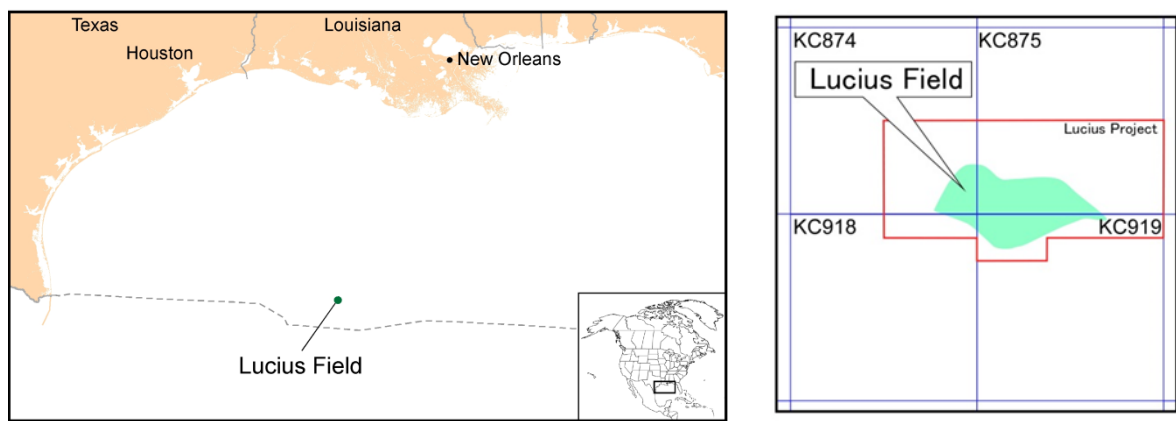 Texas
Louisiana
Houston
New Orleans
Lucius Field
KC874
KC875
Lucius Field
Lucius Project
KC918
KC919